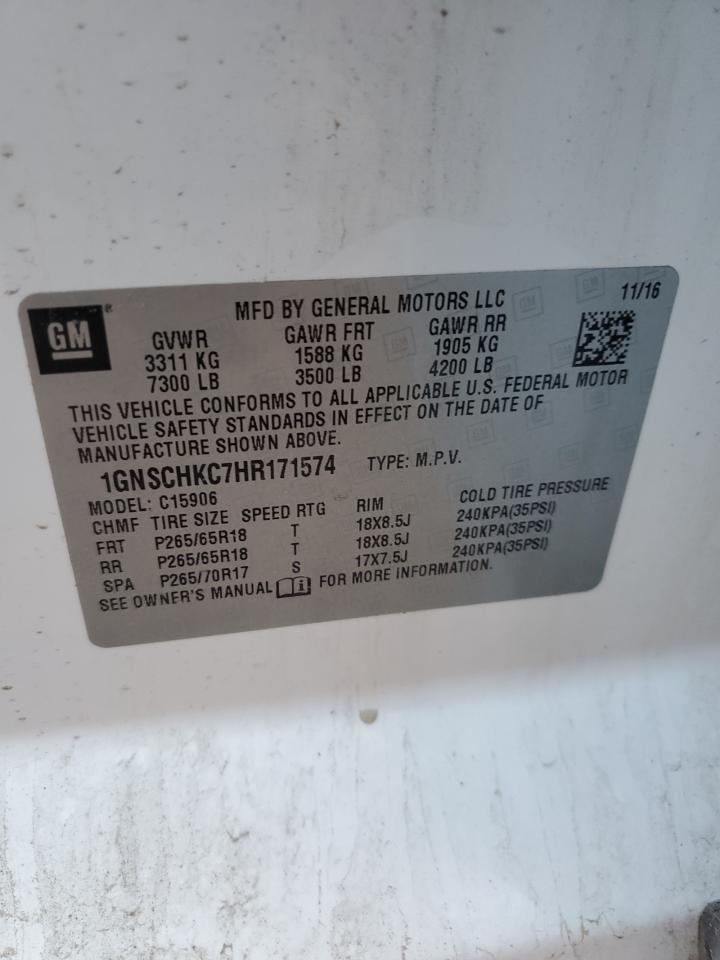 GM®
MFD BY GENERAL MOTORS LLC 11/16
GVWR GAWR FRT GAWR RR
3311 KG 1588 KG 1905 KG
7300 LB 3500 LB 4200 LB
THIS VEHICLE CONFORMS TO ALL APPLICABLE U.S. FEDERAL MOTOR
VEHICLE SAFETY STANDARDS IN EFFECT ON THE DATE OF
MANUFACTURE SHOWN ABOVE.
1GNSCHKC7HR171574 TYPE: M.P.V.
MODEL: C15906
CHMF TIRE SIZE SPEED RTG RIM COLD TIRE PRESSURE
FRT P265/65R18 T 18X8.5J 240KPA(35PSI)
RR P265/65R18 T 18X8.5J 240KPA(35PSI)
SPA P265/70R17 S 17X7.5J 240KPA(35PSI)
SEE OWNER'S MANUAL i FOR MORE INFORMATION.